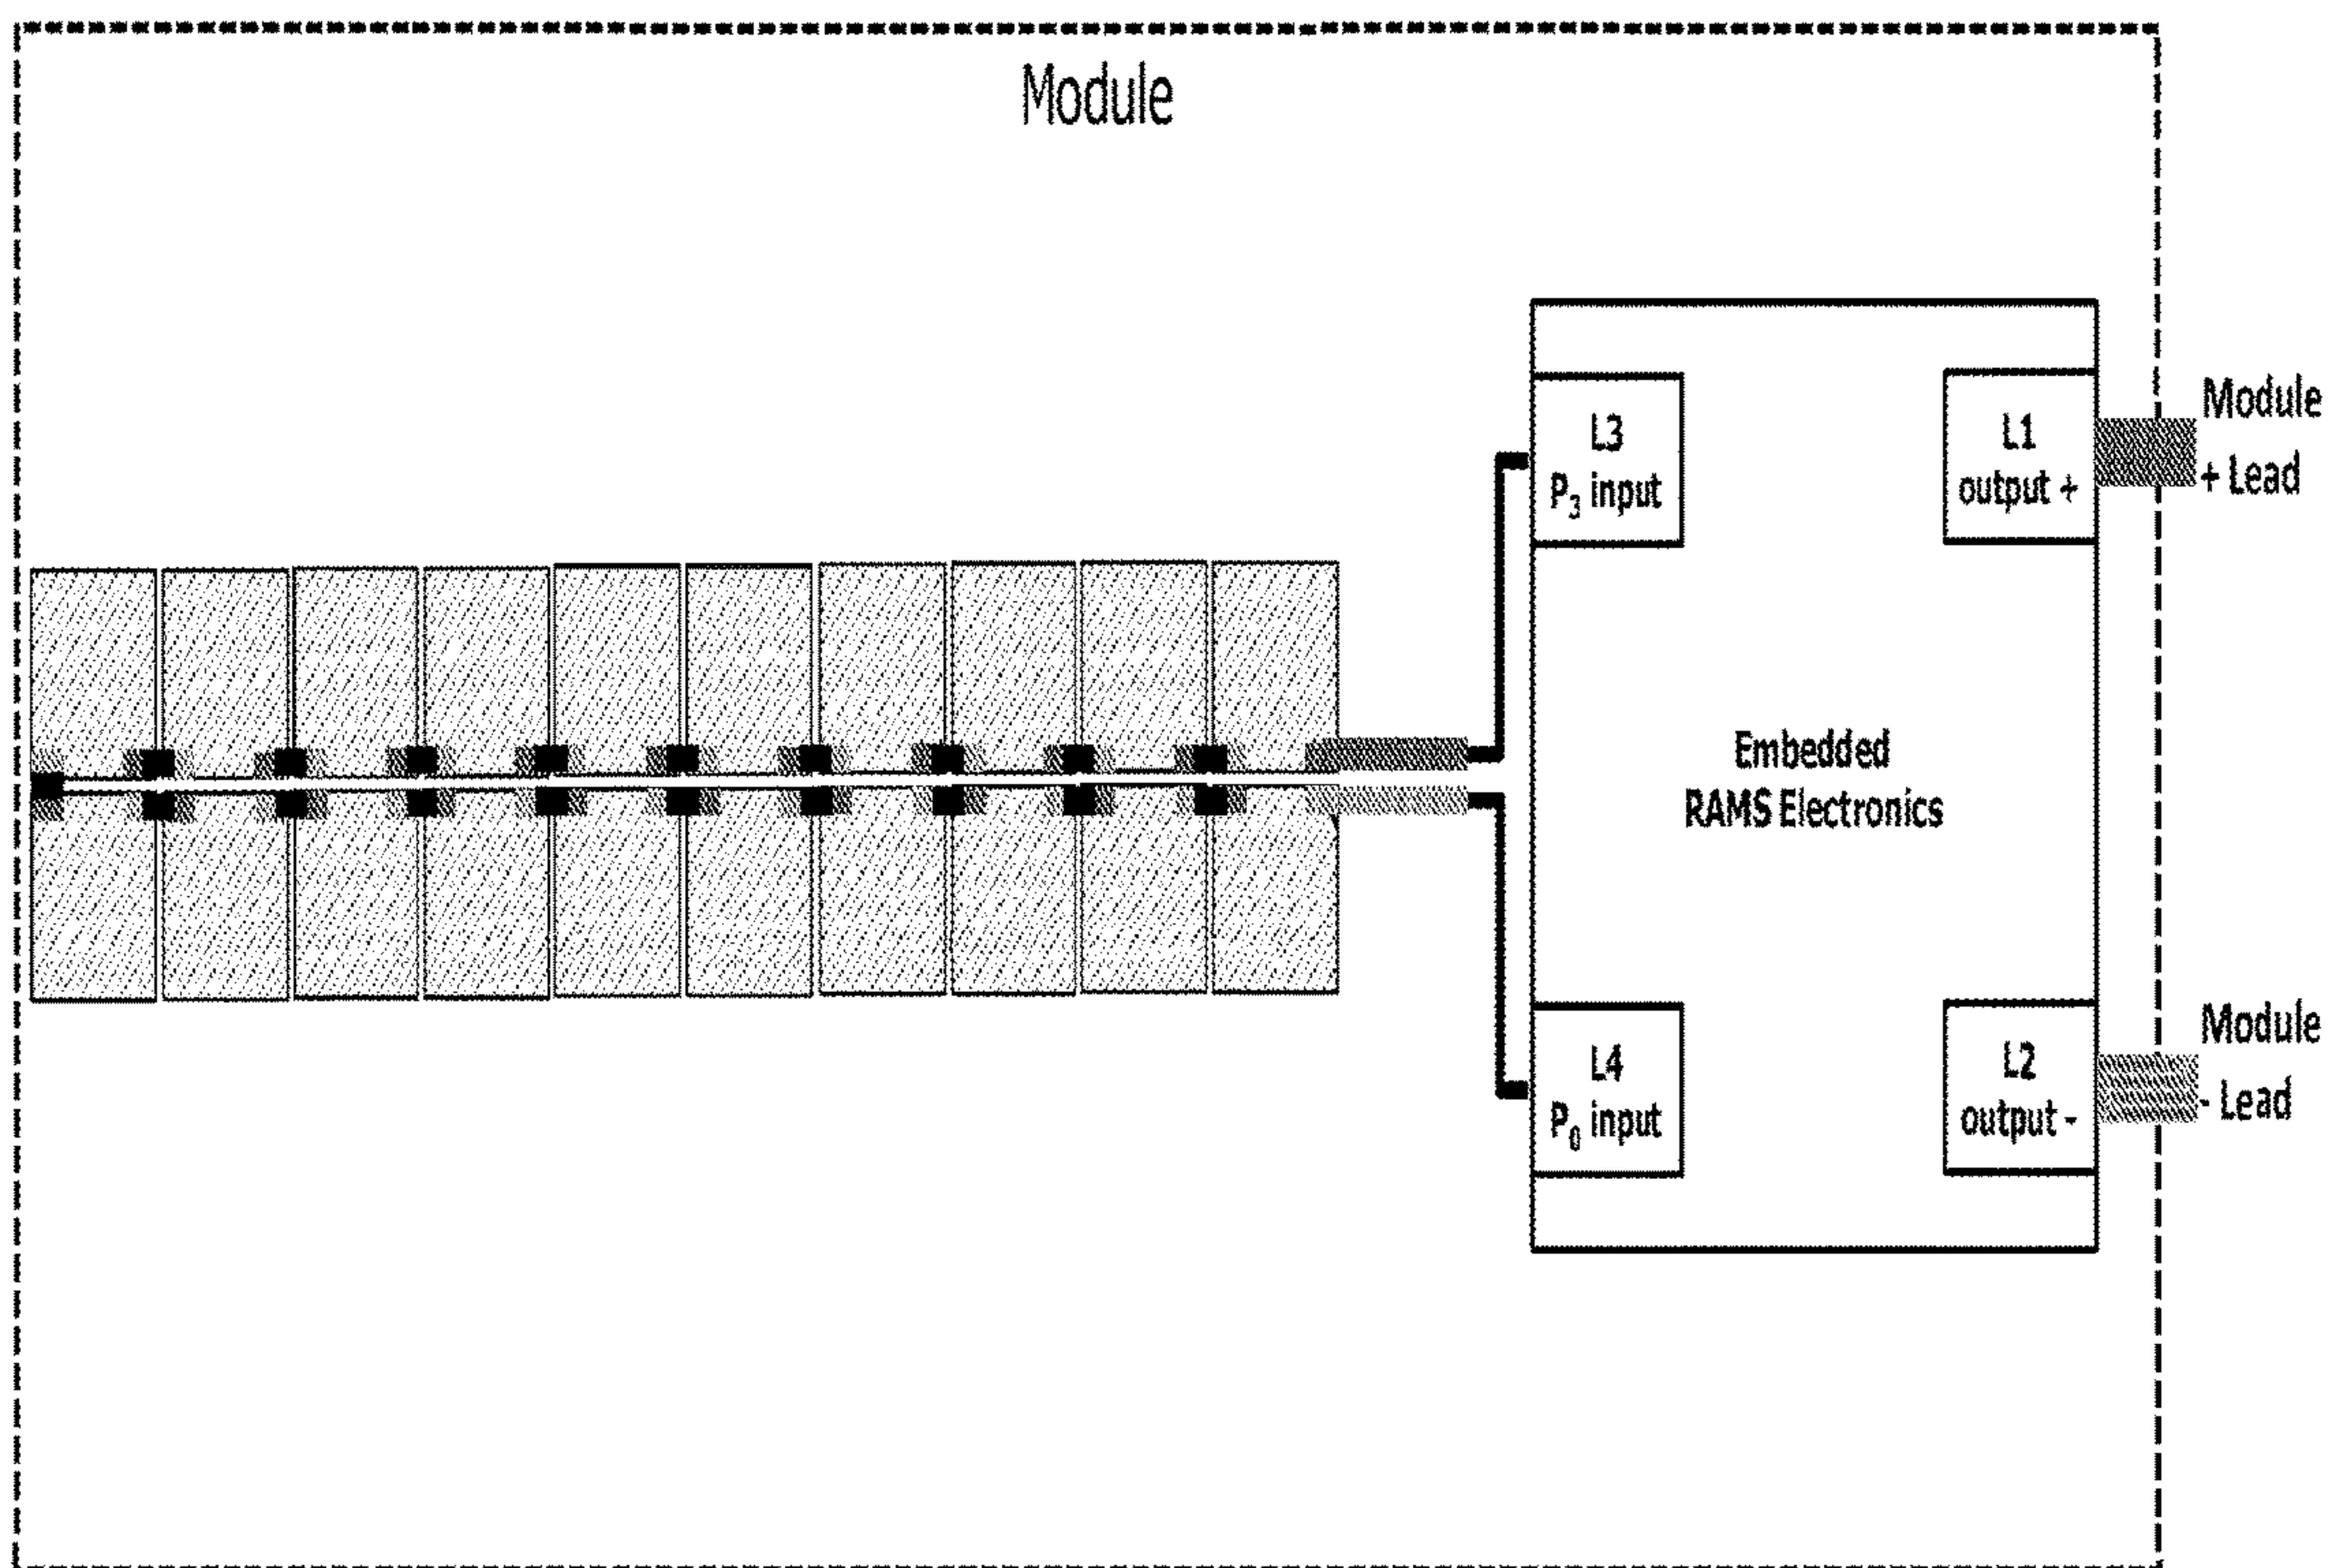 Module
L3
P₃ input
L1
output +
Module
+ Lead
Embedded
RAMS Electronics
L4
P₀ input
L2
output -
Module
- Lead